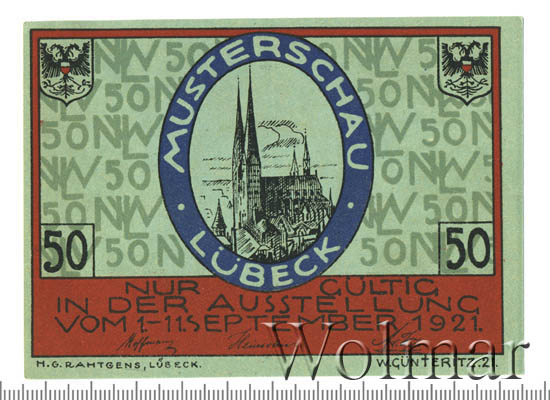 MUSTERSCHAU
LÜBECK
50
50
NUR GÜLTIG
IN DER AUSSTELLUNG
VOM 1.-11. SEPTEMBER 1921.
H.G. RAHTGENS, LÜBECK.
W. GÜNTERITZ. 21.
Wolmar